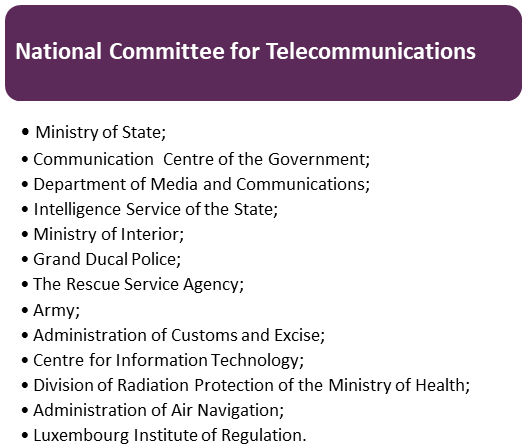 National Committee for Telecommunications
• Ministry of State;
• Communication Centre of the Government;
• Department of Media and Communications;
• Intelligence Service of the State;
• Ministry of Interior;
• Grand Ducal Police;
• The Rescue Service Agency;
• Army;
• Administration of Customs and Excise;
• Centre for Information Technology;
• Division of Radiation Protection of the Ministry of Health;
• Administration of Air Navigation;
• Luxembourg Institute of Regulation.